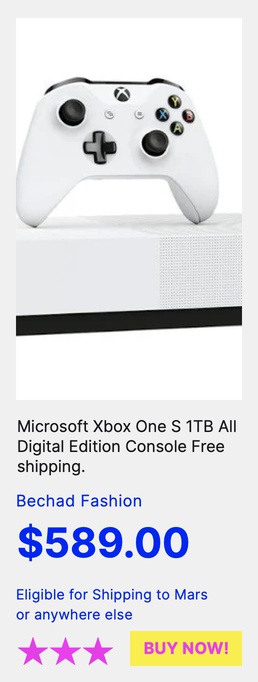 Y
X
B
A
Microsoft Xbox One S 1TB All
Digital Edition Console Free
shipping.
Bechad Fashion
$589.00
Eligible for Shipping to Mars
or anywhere else
BUY NOW!